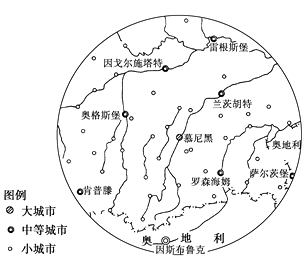 雷根斯堡
因戈尔施塔特
兰茨胡特
奥格斯堡
慕尼黑
奥地利
萨尔茨堡
罗森海姆
肯普滕
奥地利
因斯布鲁克
图例
大城市
中等城市
小城市